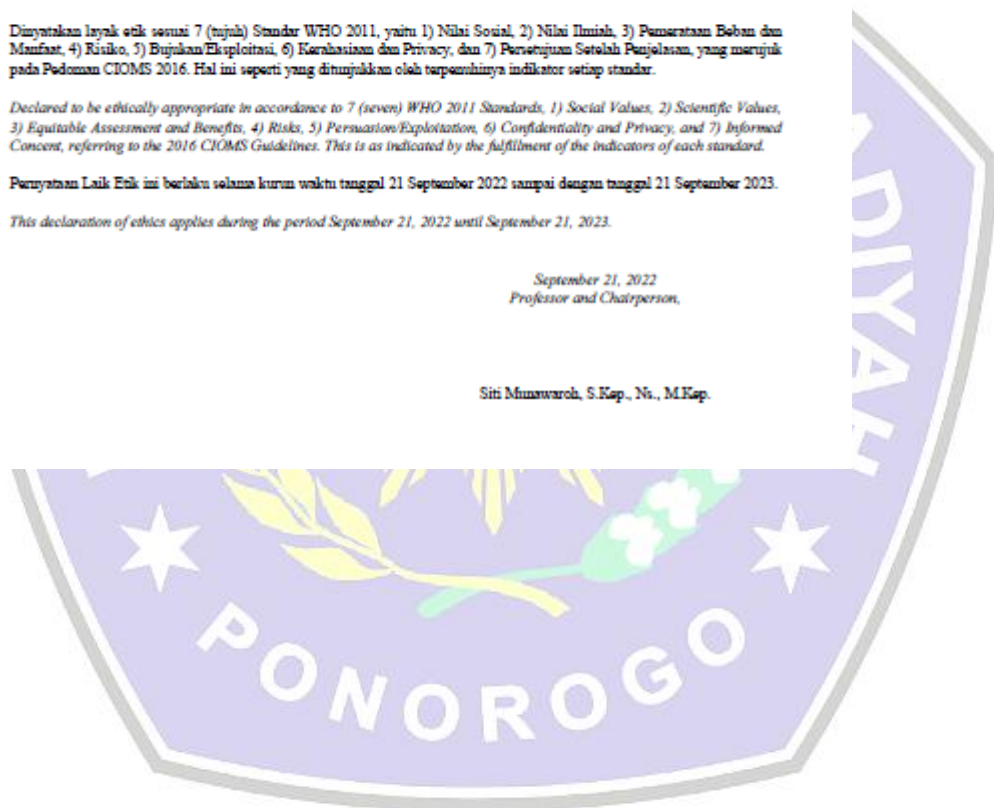 Dinyatakan layak etik sesuai 7 (tujuh) Standar WHO 2011, yaitu 1) Nilai Sosial, 2) Nilai Ilmiah, 3) Pemerataan Beban dan
Manfaat, 4) Risiko, 5) Bujukan/Eksploitasi, 6) Kerahasiaan dan Privacy, dan 7) Persetujuan Setelah Penjelasan, yang merujuk
pada Pedoman CIOMS 2016. Hal ini seperti yang ditunjukkan oleh terpenuhinya indikator setiap standar.
Declared to be ethically appropriate in accordance to 7 (seven) WHO 2011 Standards, 1) Social Values, 2) Scientific Values,
3) Equitable Assessment and Benefits, 4) Risks, 5) Persuasion/Exploitation, 6) Confidentiality and Privacy, and 7) Informed
Concent, referring to the 2016 CIOMS Guidelines. This is as indicated by the fulfillment of the indicators of each standard.
Pernyataan Laik Etik ini berlaku selama kurun waktu tanggal 21 September 2022 sampai dengan tanggal 21 September 2023.
This declaration of ethics applies during the period September 21, 2022 until September 21, 2023.
September 21, 2022
Professor and Chairperson,
Siti Munawaroh, S.Kep., Ns., M.Kep.
ADIYAH
PONOROGO